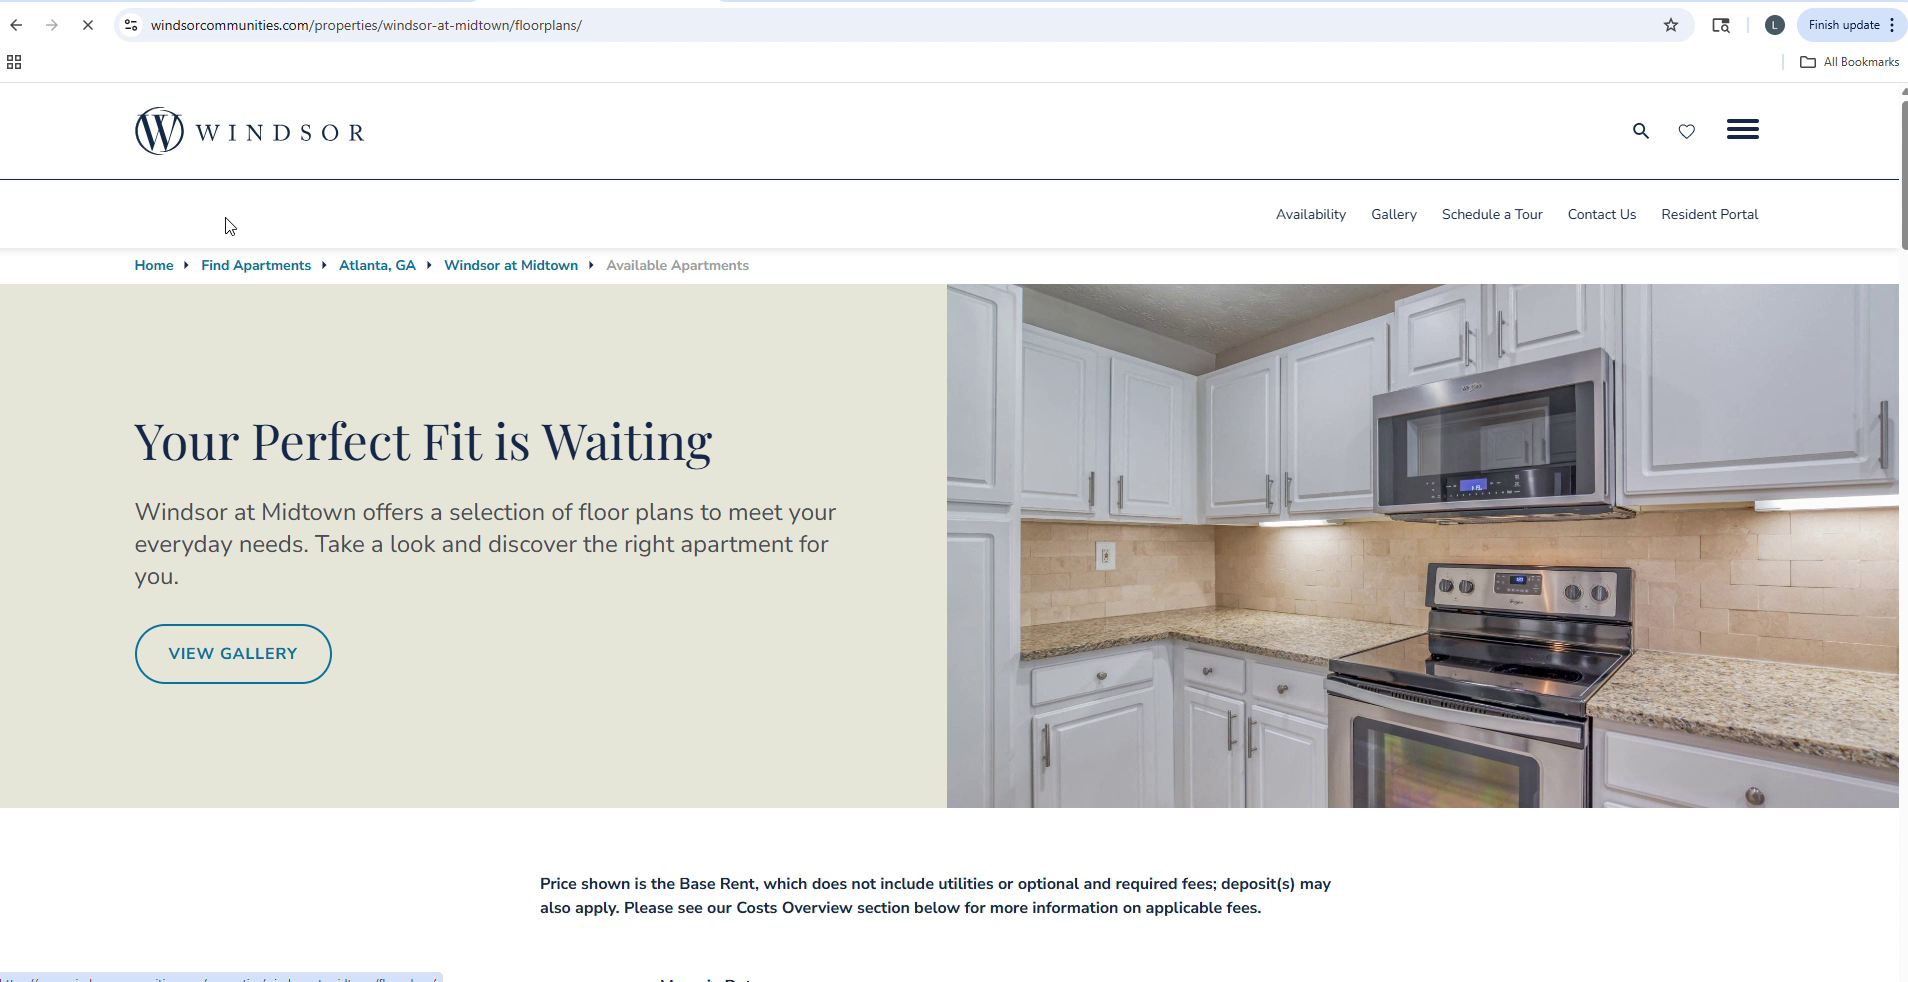 windsorcommunities.com/properties/windsor-at-midtown/floorplans/
L
Finish update
All Bookmarks
W WINDSOR
Availability Gallery Schedule a Tour Contact Us Resident Portal
Home Find Apartments Atlanta, GA Windsor at Midtown Available Apartments
Your Perfect Fit is Waiting
Windsor at Midtown offers a selection of floor plans to meet your
everyday needs. Take a look and discover the right apartment for
you.
VIEW GALLERY
Price shown is the Base Rent, which does not include utilities or optional and required fees; deposit(s) may
also apply. Please see our Costs Overview section below for more information on applicable fees.